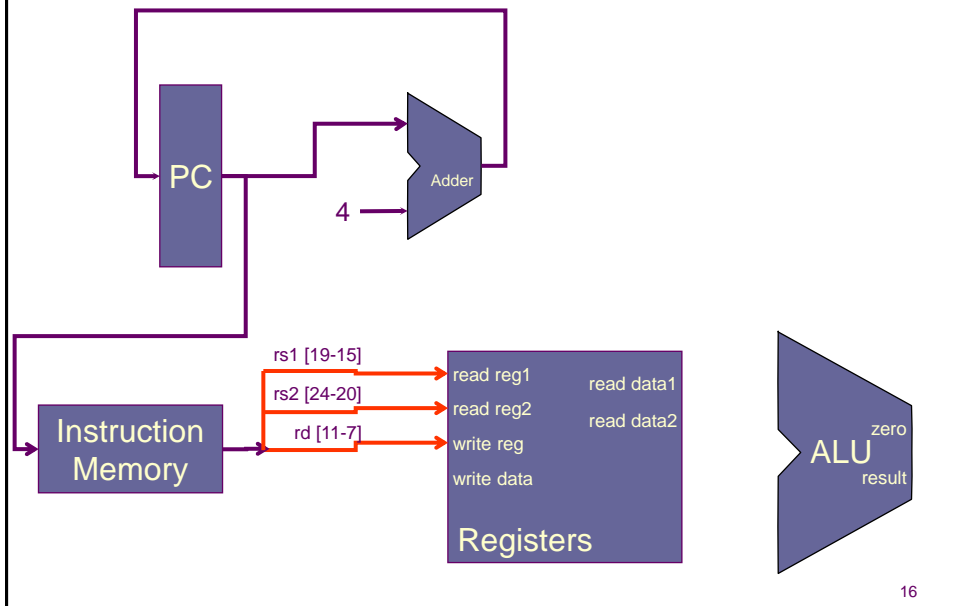 PC
Adder
4
rs1 [19-15]
rs2 [24-20]
rd [11-7]
Instruction
Memory
read reg1
read reg2
write reg
write data
read data1
read data2
Registers
ALU
zero
result
16